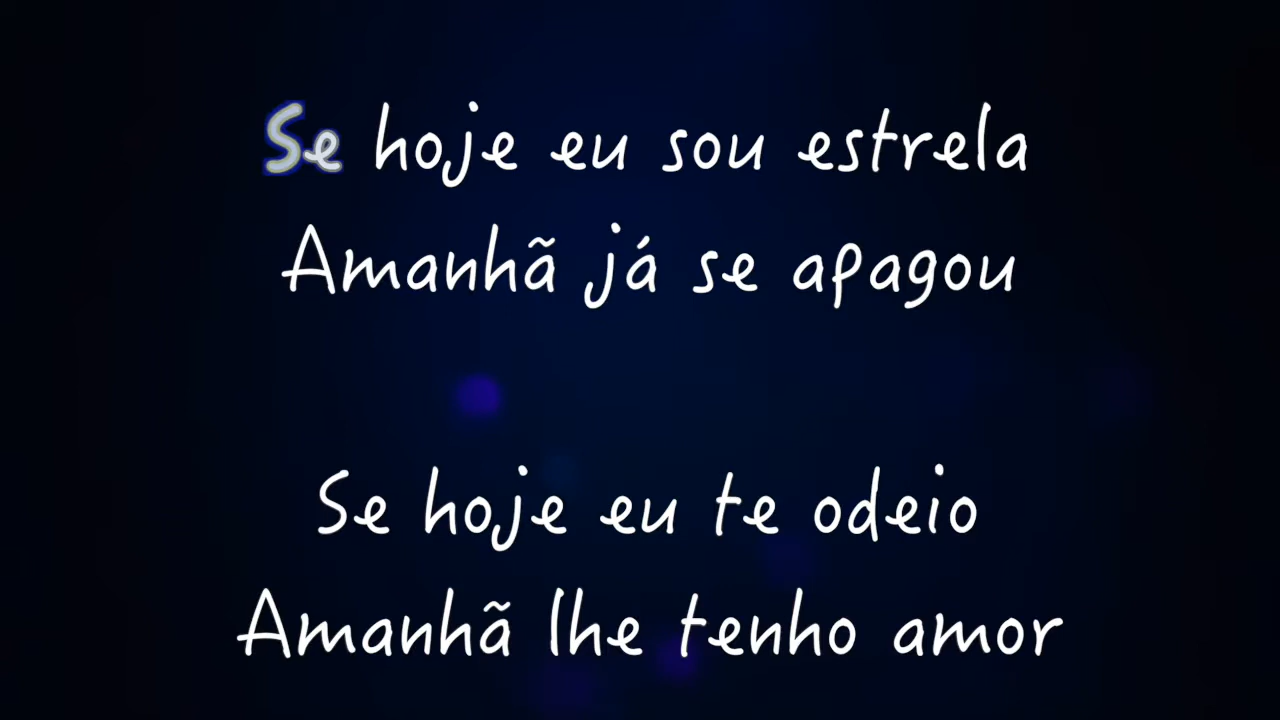 Se hoje eu sou estrela
Amanhã já se apagou
Se hoje eu te odeio
Amanhã lhe tenho amor